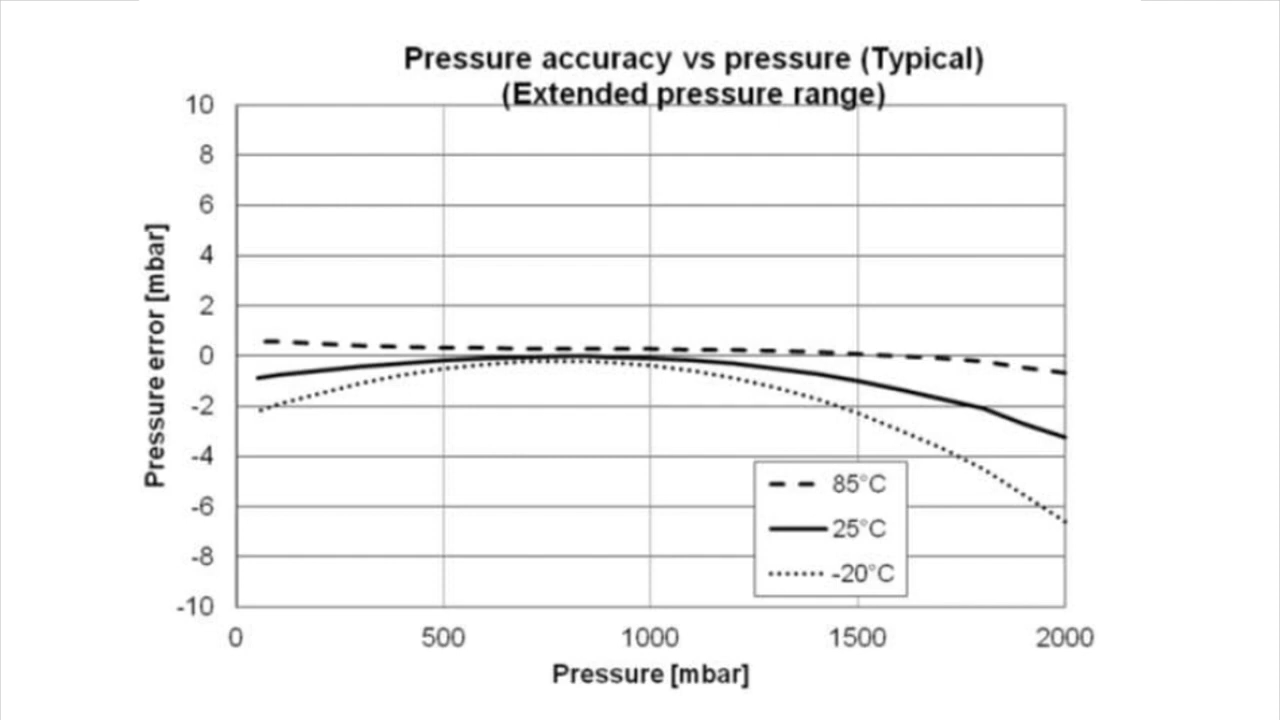 Pressure accuracy vs pressure (Typical)
(Extended pressure range)
10
8
6
4
2
0
-2
-4
-6
-8
-10
Pressure error [mbar]
85°C
25°C
-20°C
0 500 1000 1500 2000
Pressure [mbar]